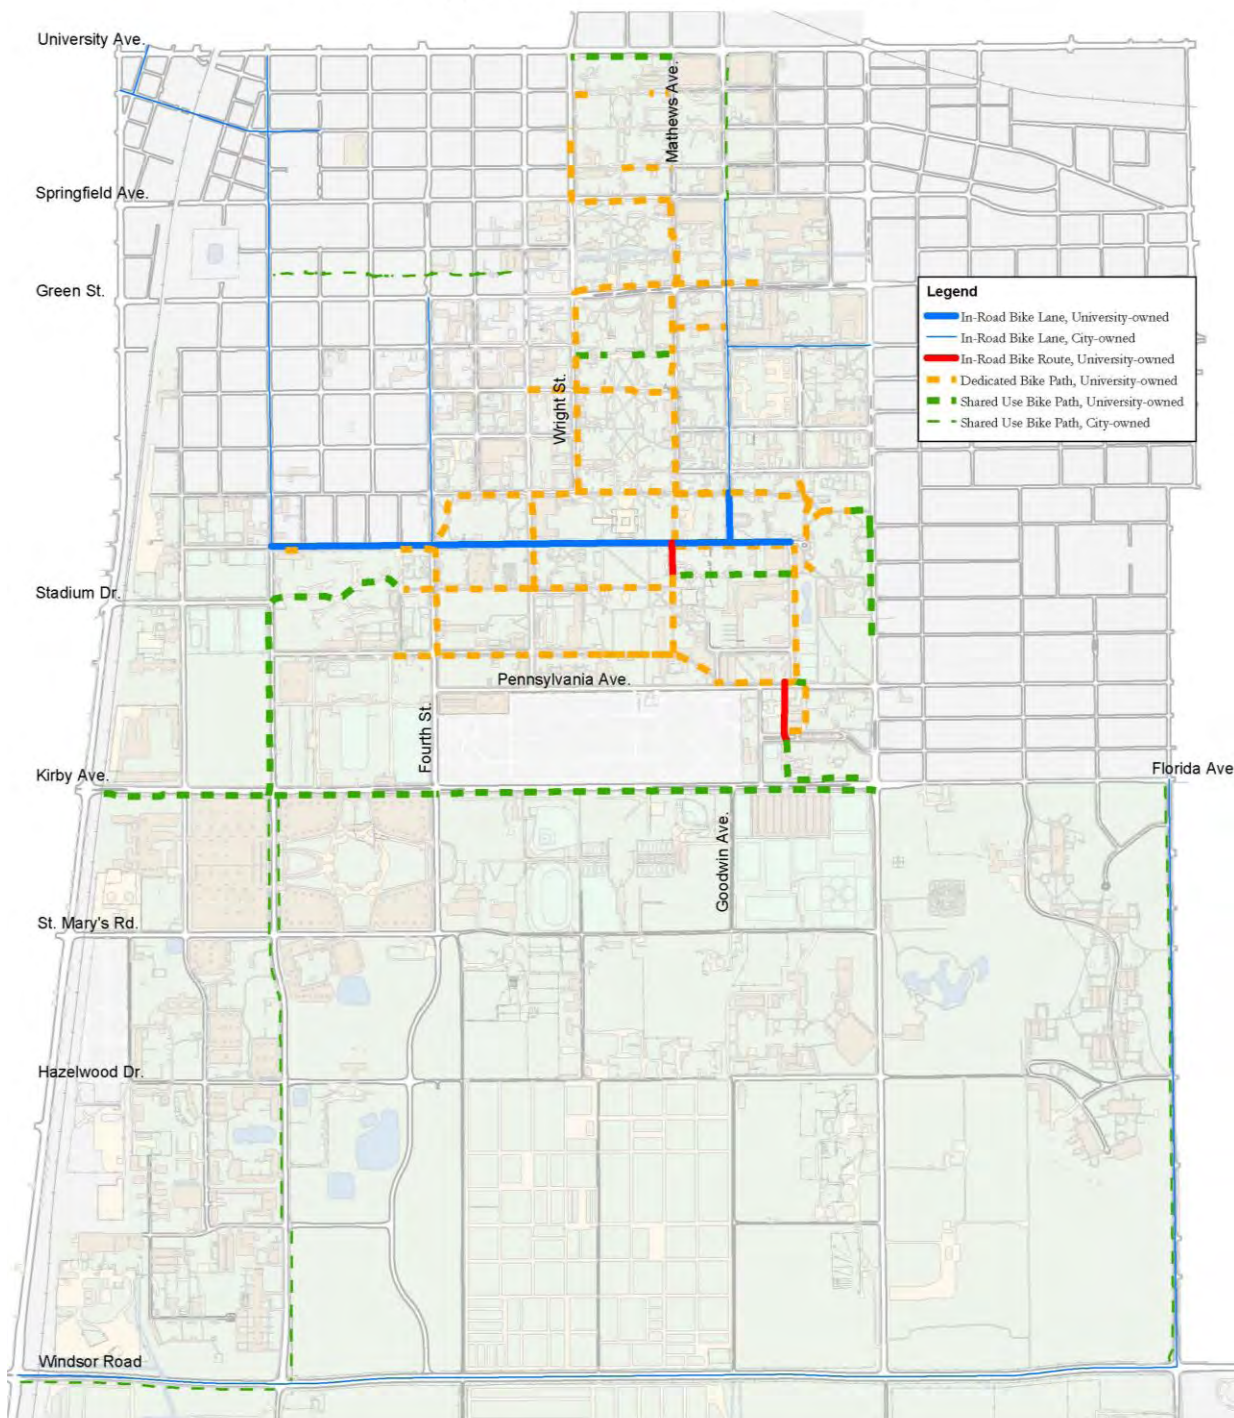 University Ave.
Mathews Ave.
Springfield Ave.
Green St.
Legend
In-Road Bike Lane, University-owned
In-Road Bike Lane, City-owned
In-Road Bike Route, University-owned
Dedicated Bike Path, University-owned
Shared Use Bike Path, University-owned
Shared Use Bike Path, City-owned
Wright St.
Stadium Dr.
Pennsylvania Ave.
Fourth St.
Kirby Ave.
Florida Ave
Goodwin Ave.
St. Mary's Rd.
Hazelwood Dr.
Windsor Road